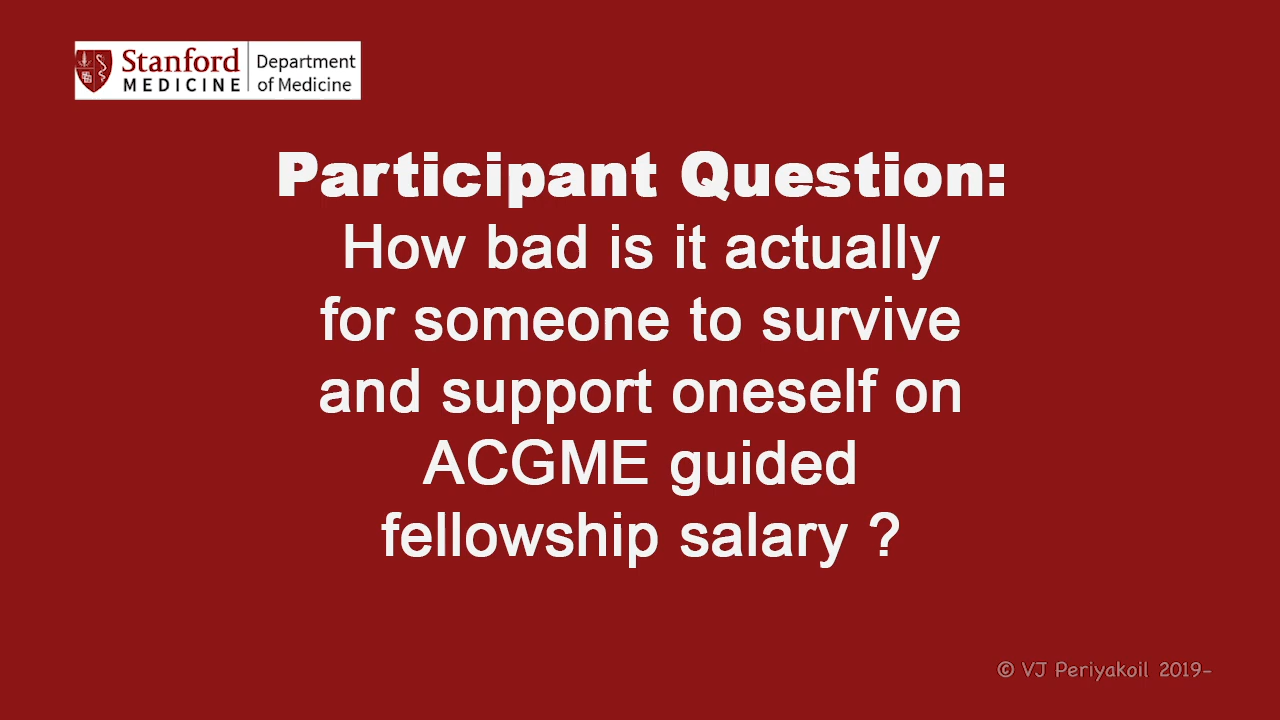 Stanford
MEDICINE
Department
of Medicine
Participant Question:
How bad is it actually
for someone to survive
and support oneself on
ACGME guided
fellowship salary ?
© VJ Periyakoil 2019-